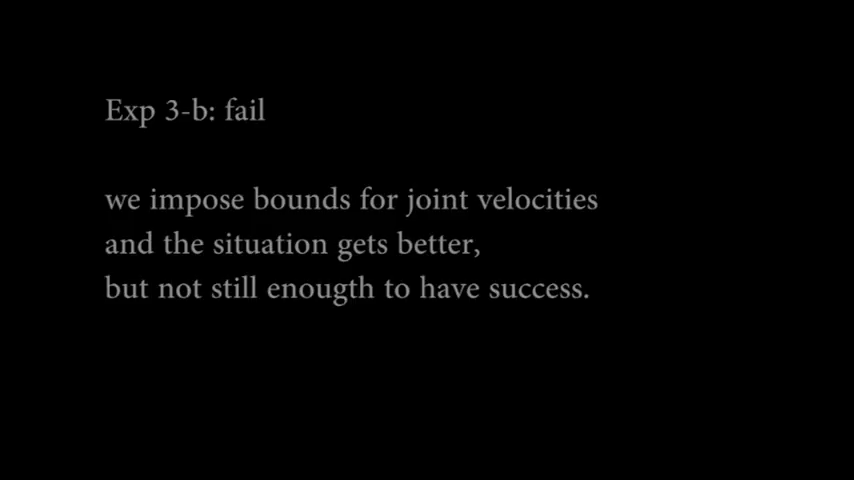 Exp 3-b: fail
we impose bounds for joint velocities
and the situation gets better,
but not still enougth to have success.